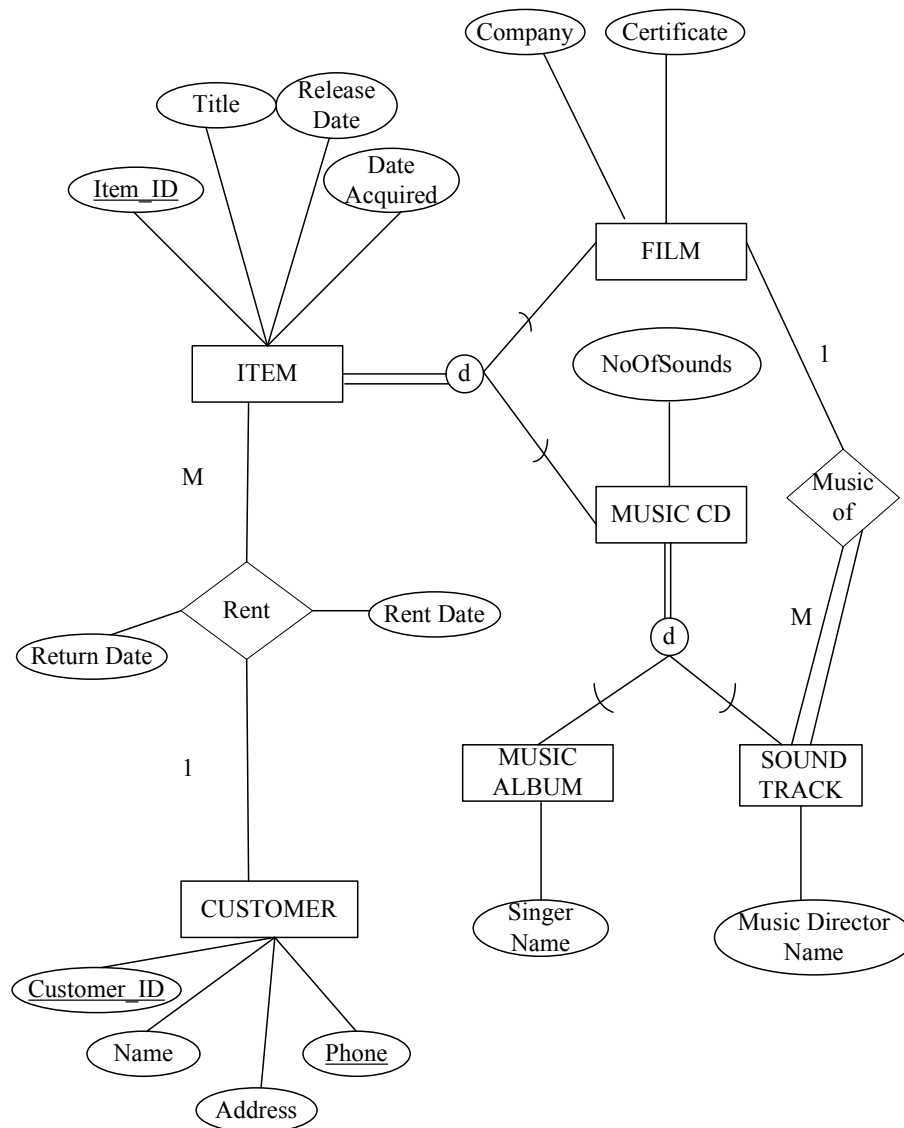 Company
Certificate
Title
Release
Date
Item_ID
Date
Acquired
FILM
ITEM
d
NoOfSounds
1
M
MUSIC CD
Music
of
Rent
Rent Date
Return Date
d
M
MUSIC
ALBUM
SOUND
TRACK
1
CUSTOMER
Singer
Name
Music Director
Name
Customer_ID
Name
Phone
Address